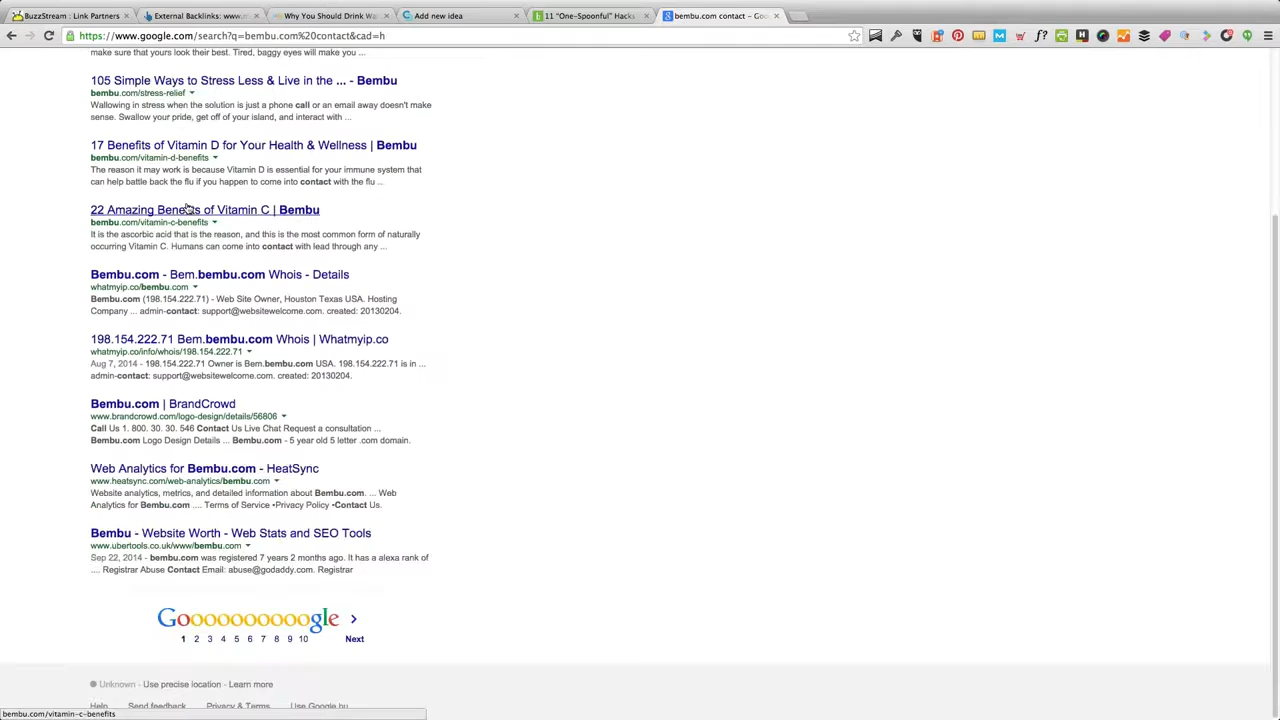 BuzzStream : Link Partners
External Backlinks: www.m
Why You Should Drink Wa
Add new idea
11 "One-Spoonful" Hacks
bembu.com contact – Goo
https://www.google.com/search?q=bembu.com%20contact&cad=h
make sure that yours look their best. Tired, baggy eyes will make you ...
105 Simple Ways to Stress Less & Live in the ... - Bembu
bembu.com/stress-relief
Wallowing in stress when the solution is just a phone call or an email away doesn't make
sense. Swallow your pride, get off of your island, and interact with ...
17 Benefits of Vitamin D for Your Health & Wellness | Bembu
bembu.com/vitamin-d-benefits
The reason it may work is because Vitamin D is essential for your immune system that
can help battle back the flu if you happen to come into contact with the flu ...
22 Amazing Benefits of Vitamin C | Bembu
bembu.com/vitamin-c-benefits
It is the ascorbic acid that is the reason, and this is the most common form of naturally
occurring Vitamin C. Humans can come into contact with lead through any ...
Bembu.com - Bem.bembu.com Whois - Details
whatmyip.co/bembu.com
Bembu.com (198.154.222.71) - Web Site Owner, Houston Texas USA. Hosting
Company ... admin-contact: support@websitewelcome.com. created: 20130204.
198.154.222.71 Bem.bembu.com Whois | Whatmyip.co
whatmyip.co/info/whois/198.154.222.71
Aug 7, 2014 - 198.154.222.71 Owner is Bem.bembu.com USA. 198.154.222.71 is in ...
admin-contact: support@websitewelcome.com. created: 20130204.
Bembu.com | BrandCrowd
www.brandcrowd.com/logo-design/details/56806
Call Us 1. 800. 30. 30. 546 Contact Us Live Chat Request a consultation ...
Bembu.com Logo Design Details ... Bembu.com - 5 year old 5 letter .com domain.
Web Analytics for Bembu.com - HeatSync
www.heatsync.com/web-analytics/bembu.com
Website analytics, metrics, and detailed information about Bembu.com. ... Web
Analytics for Bembu.com .... Terms of Service •Privacy Policy •Contact Us.
Bembu - Website Worth - Web Stats and SEO Tools
www.ubertools.co.uk/www/bembu.com
Sep 22, 2014 - bembu.com was registered 7 years 2 months ago. It has a alexa rank of
.... Registrar Abuse Contact Email: abuse@godaddy.com. Registrar
Goooooooooogle
1 2 3 4 5 6 7 8 9 10 Next
Unknown - Use precise location - Learn more
Help Send feedback Privacy & Terms Use Google.hu
bembu.com/vitamin-c-benefits